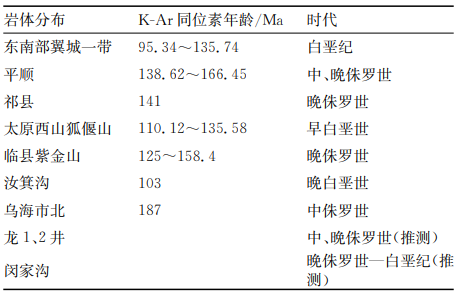 岩体分布 K-Ar同位素年龄/Ma 时代
东南部翼城一带 95.34～135.74 白垩纪
平顺 138.62～166.45 中、晚侏罗世
祁县 141 晚侏罗世
太原西山狐偃山 110.12～135.58 早白垩世
临县紫金山 125～158.4 晚侏罗世
汝箕沟 103 晚白垩世
乌海市北 187 中侏罗世
龙1、2井 中、晚侏罗世(推测)
闵家沟 晚侏罗世—白垩纪(推
测)